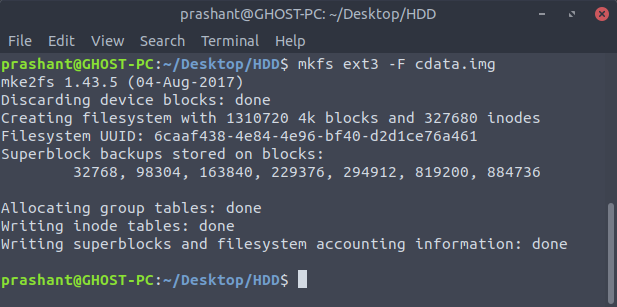 prashant@GHOST-PC: ~/Desktop/HDD
File Edit View Search Terminal Help
prashant@GHOST-PC:~/Desktop/HDD$ mkfs ext3 -F cdata.img
mke2fs 1.43.5 (04-Aug-2017)
Discarding device blocks: done
Creating filesystem with 1310720 4k blocks and 327680 inodes
Filesystem UUID: 6caaf438-4e84-4e96-bf40-d2d1ce76a461
Superblock backups stored on blocks:
32768, 98304, 163840, 229376, 294912, 819200, 884736
Allocating group tables: done
Writing inode tables: done
Writing superblocks and filesystem accounting information: done
prashant@GHOST-PC:~/Desktop/HDD$